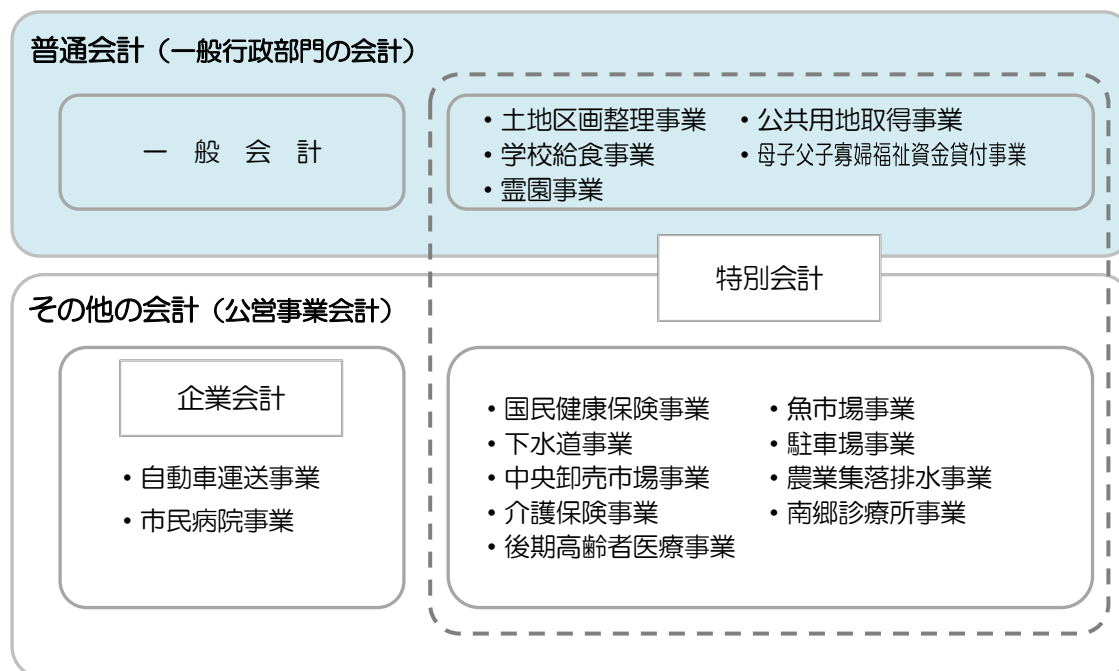 普通会計（一般行政部門の会計）
一 般 会 計
・土地区画整理事業
・学校給食事業
・霊園事業
・公共用地取得事業
・母子父子寡婦福祉資金貸付事業
特別会計
その他の会計（公営事業会計）
企業会計
・自動車運送事業
・市民病院事業
・国民健康保険事業
・下水道事業
・中央卸売市場事業
・介護保険事業
・後期高齢者医療事業
・魚市場事業
・駐車場事業
・農業集落排水事業
・南郷診療所事業